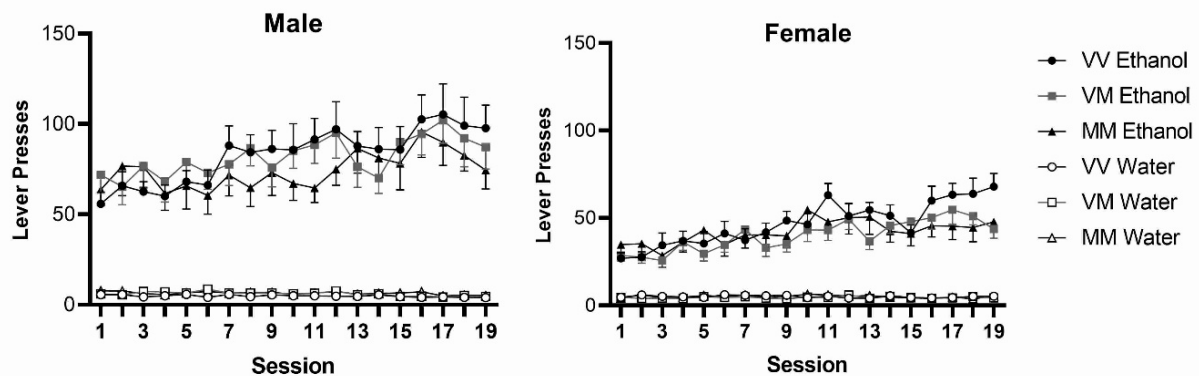 Male
150
100
50
0
Lever Presses
1 3 5 7 9 11 13 15 17 19
Session
Female
150
100
50
0
Lever Presses
1 3 5 7 9 11 13 15 17 19
Session
VV Ethanol
VM Ethanol
MM Ethanol
VV Water
VM Water
MM Water